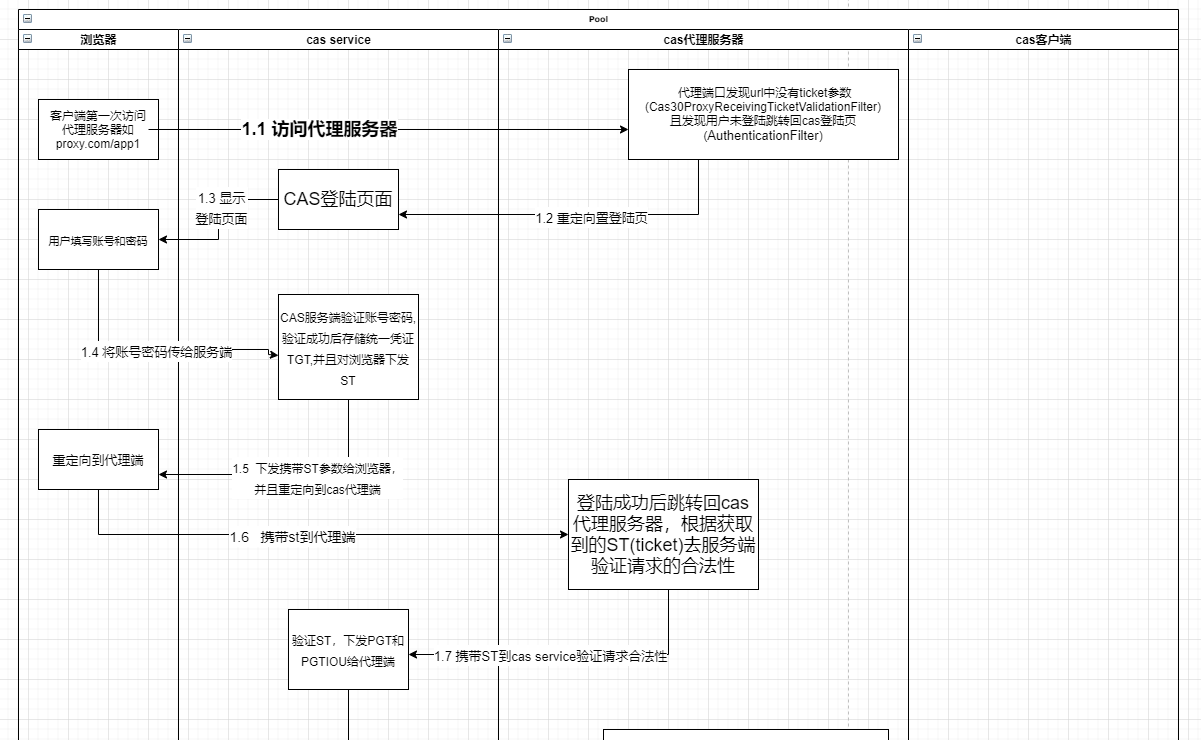 Pool
浏览器
cas service
cas代理服务器
cas客户端
客户端第一次访问
代理服务器如
proxy.com/app1
1.1 访问代理服务器
代理端口发现url中没有ticket参数
(Cas30ProxyReceivingTicketValidationFilter)
且发现用户未登陆跳转回cas登陆页
(AuthenticationFilter)
1.2 重定向置登陆页
CAS登陆页面
1.3 显示
登陆页面
用户填写账号和密码
1.4 将账号密码传给服务端
CAS服务端验证账号密码,
验证成功后存储统一凭证
TGT,并且对浏览器下发
ST
1.5 下发携带ST参数给浏览器，
并且重定向到cas代理端
重定向到代理端
1.6 携带st到代理端
登陆成功后跳转回cas
代理服务器，根据获取
到的ST(ticket)去服务端
验证请求的合法性
1.7 携带ST到cas service验证请求合法性
验证ST，下发PGT和
PGTIOU给代理端